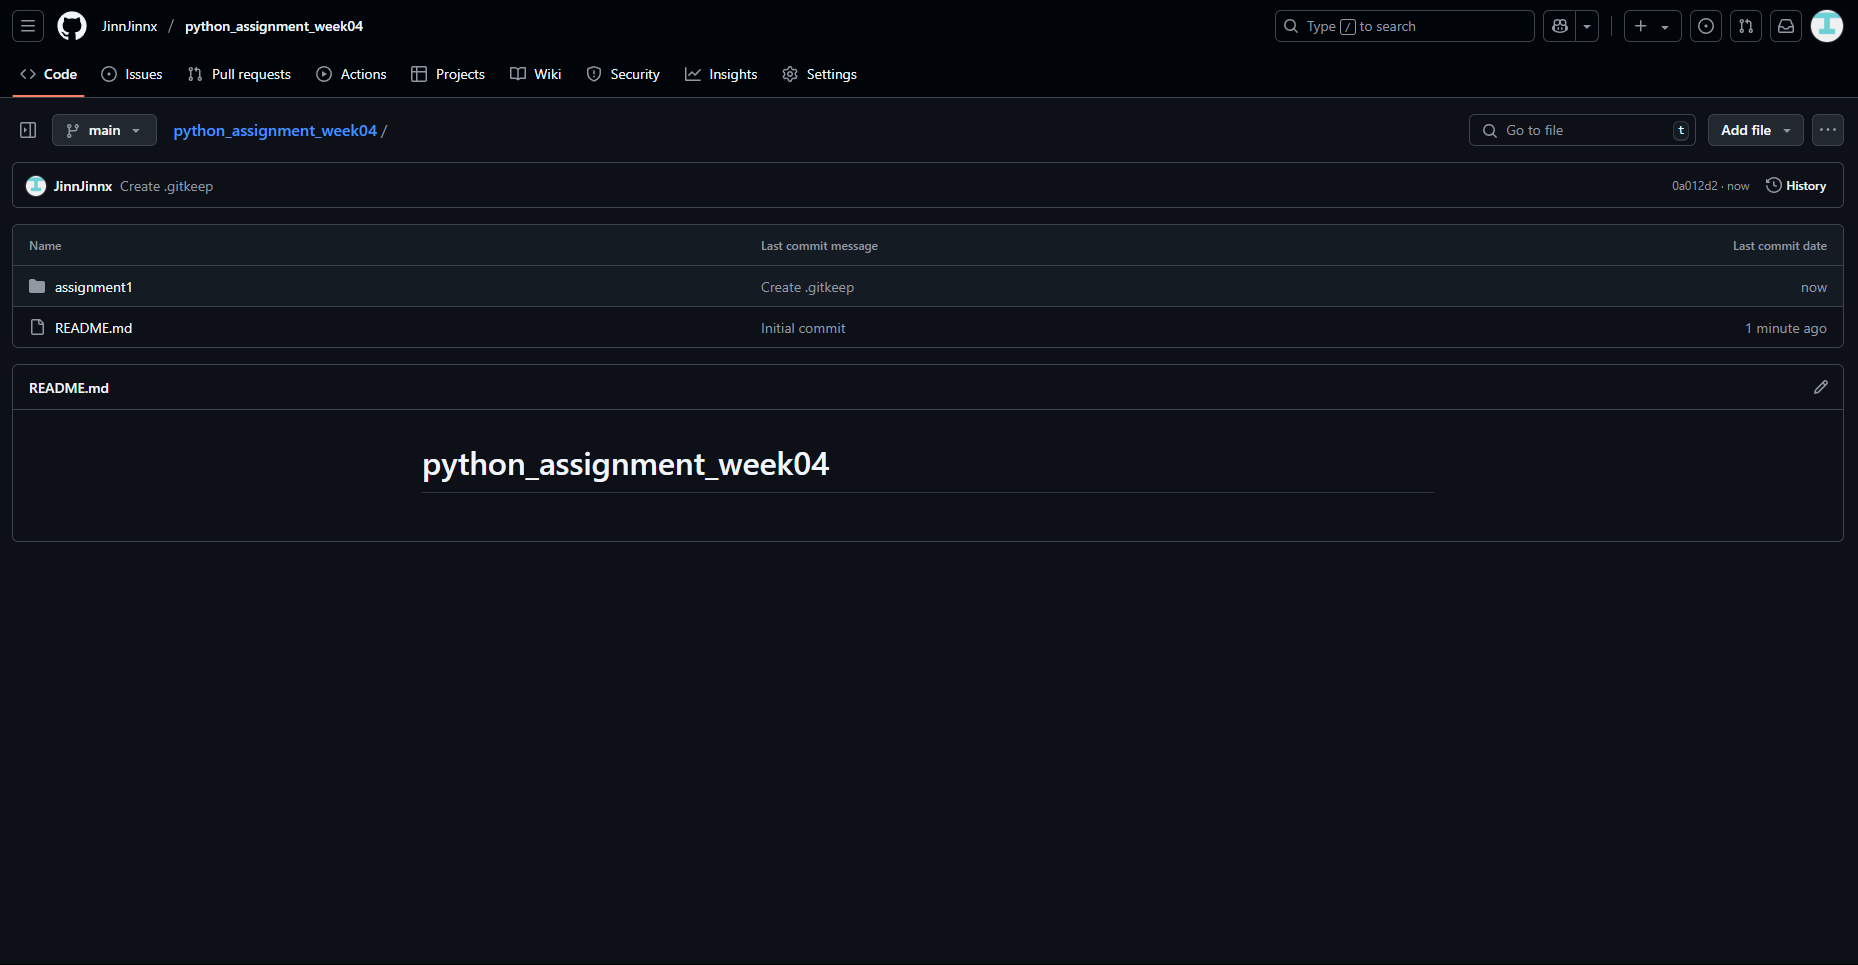 JinnJinnx / python_assignment_week04
Type / to search
Code Issues Pull requests Actions Projects Wiki Security Insights Settings
main python_assignment_week04 /
Go to file t Add file
JinnJinnx Create .gitkeep 0a012d2 · now History
Name Last commit message Last commit date
assignment1 Create .gitkeep now
README.md Initial commit 1 minute ago
README.md
python_assignment_week04